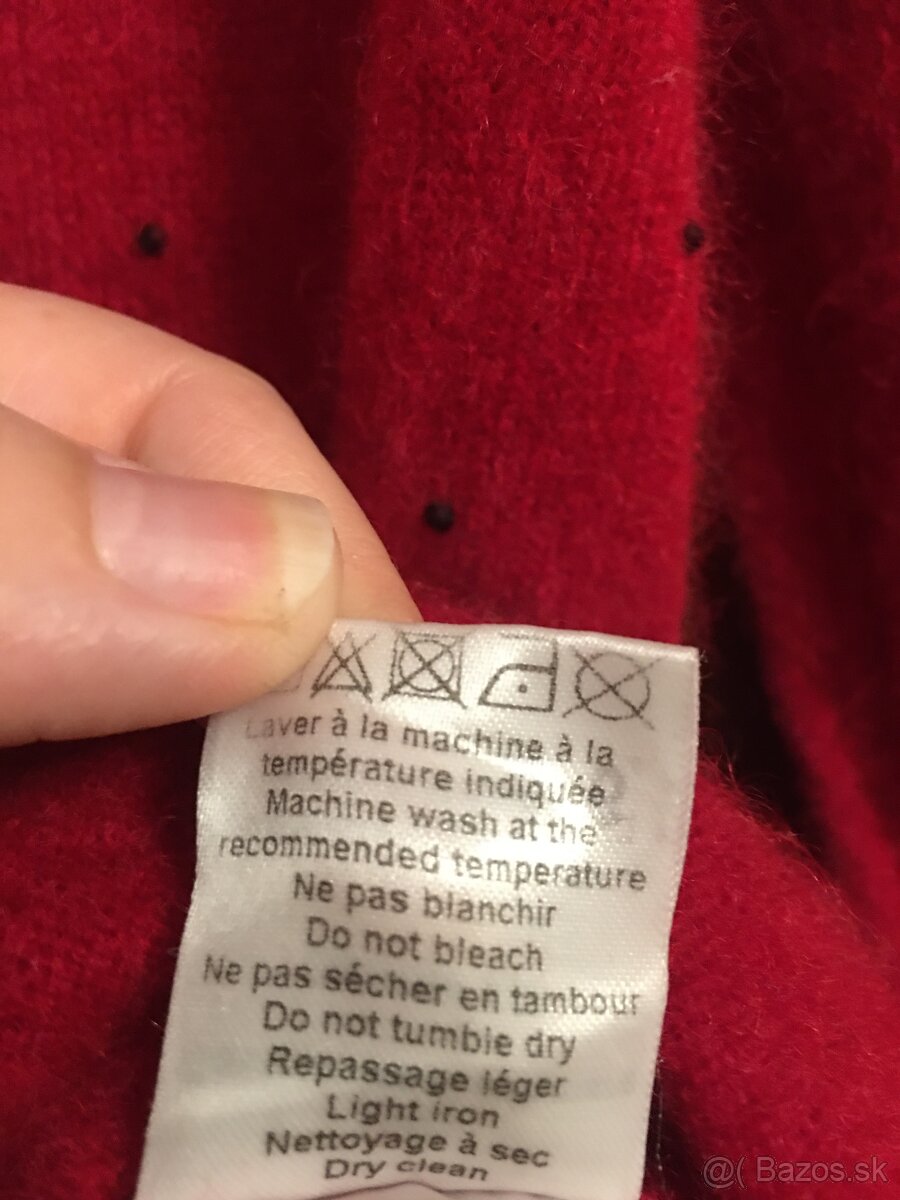 Laver à la machine à la
température indiquée
Machine wash at the
recommended temperature
Ne pas blanchir
Do not bleach
Ne pas sécher en tambour
Do not tumble dry
Repassage léger
Light iron
Nettoyage à sec
Dry clean
@( Bazos.sk